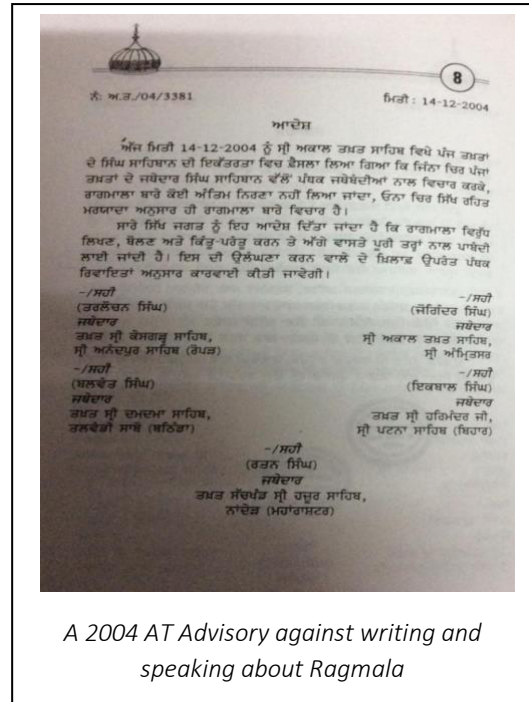 8
ਨੰ: ਅ.ਤ./04/3381
ਮਿਤੀ : 14-12-2004
ਆਦੇਸ਼
ਅੱਜ ਮਿਤੀ 14-12-2004 ਨੂੰ ਸ੍ਰੀ ਅਕਾਲ ਤਖ਼ਤ ਸਾਹਿਬ ਵਿਖੇ ਪੰਜ ਤਖ਼ਤਾਂ
ਦੇ ਸਿੰਘ ਸਾਹਿਬਾਨ ਦੀ ਇਕੱਤਰਤਾ ਵਿਚ ਫ਼ੈਸਲਾ ਲਿਆ ਗਿਆ ਕਿ ਜਿੰਨਾ ਚਿਰ ਪੰਜਾਂ
ਤਖ਼ਤਾਂ ਦੇ ਜਥੇਦਾਰ ਸਿੰਘ ਸਾਹਿਬਾਨ ਵੱਲੋਂ ਪੰਥਕ ਜਥੇਬੰਦੀਆਂ ਨਾਲ ਵਿਚਾਰ ਕਰਕੇ,
ਰਾਗਮਾਲਾ ਬਾਰੇ ਕੋਈ ਅੰਤਿਮ ਨਿਰਣਾ ਨਹੀਂ ਲਿਆ ਜਾਂਦਾ, ਓਨਾ ਚਿਰ ਸਿੱਖ ਰਹਿਤ
ਮਰਯਾਦਾ ਅਨੁਸਾਰ ਹੀ ਰਾਗਮਾਲਾ ਬਾਰੇ ਵਿਚਾਰ ਹੈ।
ਸਾਰੇ ਸਿੱਖ ਜਗਤ ਨੂੰ ਇਹ ਆਦੇਸ਼ ਦਿੱਤਾ ਜਾਂਦਾ ਹੈ ਕਿ ਰਾਗਮਾਲਾ ਵਿਰੁੱਧ
ਲਿਖਣ, ਬੋਲਣ ਅਤੇ ਕਿੰਤੂ-ਪਰੰਤੂ ਕਰਨ ਤੇ ਅੱਗੇ ਵਾਸਤੇ ਪੂਰੀ ਤਰ੍ਹਾਂ ਨਾਲ ਪਾਬੰਦੀ
ਲਾਈ ਜਾਂਦੀ ਹੈ। ਇਸ ਦੀ ਉਲੰਘਣਾ ਕਰਨ ਵਾਲੇ ਦੇ ਖ਼ਿਲਾਫ਼ ਉਪਰੋਤ ਪੰਥਕ
ਰਿਵਾਇਤਾਂ ਅਨੁਸਾਰ ਕਾਰਵਾਈ ਕੀਤੀ ਜਾਵੇਗੀ।
-/ਸਹੀ
(ਤਰਲੋਚਨ ਸਿੰਘ)
ਜਥੇਦਾਰ
ਤਖ਼ਤ ਸ੍ਰੀ ਕੇਸਗੜ੍ਹ ਸਾਹਿਬ,
ਸ੍ਰੀ ਅਨੰਦਪੁਰ ਸਾਹਿਬ (ਰੋਪੜ)
-/ਸਹੀ
(ਜੋਗਿੰਦਰ ਸਿੰਘ)
ਜਥੇਦਾਰ
ਸ੍ਰੀ ਅਕਾਲ ਤਖ਼ਤ ਸਾਹਿਬ,
ਸ੍ਰੀ ਅੰਮ੍ਰਿਤਸਰ
-/ਸਹੀ
(ਬਲਵੰਤ ਸਿੰਘ)
ਜਥੇਦਾਰ
ਤਖ਼ਤ ਸ੍ਰੀ ਦਮਦਮਾ ਸਾਹਿਬ,
ਤਲਵੰਡੀ ਸਾਬੋ (ਬਠਿੰਡਾ)
-/ਸਹੀ
(ਇਕਬਾਲ ਸਿੰਘ)
ਜਥੇਦਾਰ
ਤਖ਼ਤ ਸ੍ਰੀ ਹਰਿਮੰਦਰ ਜੀ,
ਸ੍ਰੀ ਪਟਨਾ ਸਾਹਿਬ (ਬਿਹਾਰ)
-/ਸਹੀ
(ਰਤਨ ਸਿੰਘ)
ਜਥੇਦਾਰ
ਤਖ਼ਤ ਸੱਚਖੰਡ ਸ੍ਰੀ ਹਜ਼ੂਰ ਸਾਹਿਬ,
ਨਾਂਦੇੜ (ਮਹਾਂਰਾਸ਼ਟਰ)
A 2004 AT Advisory against writing and
speaking about Ragmala